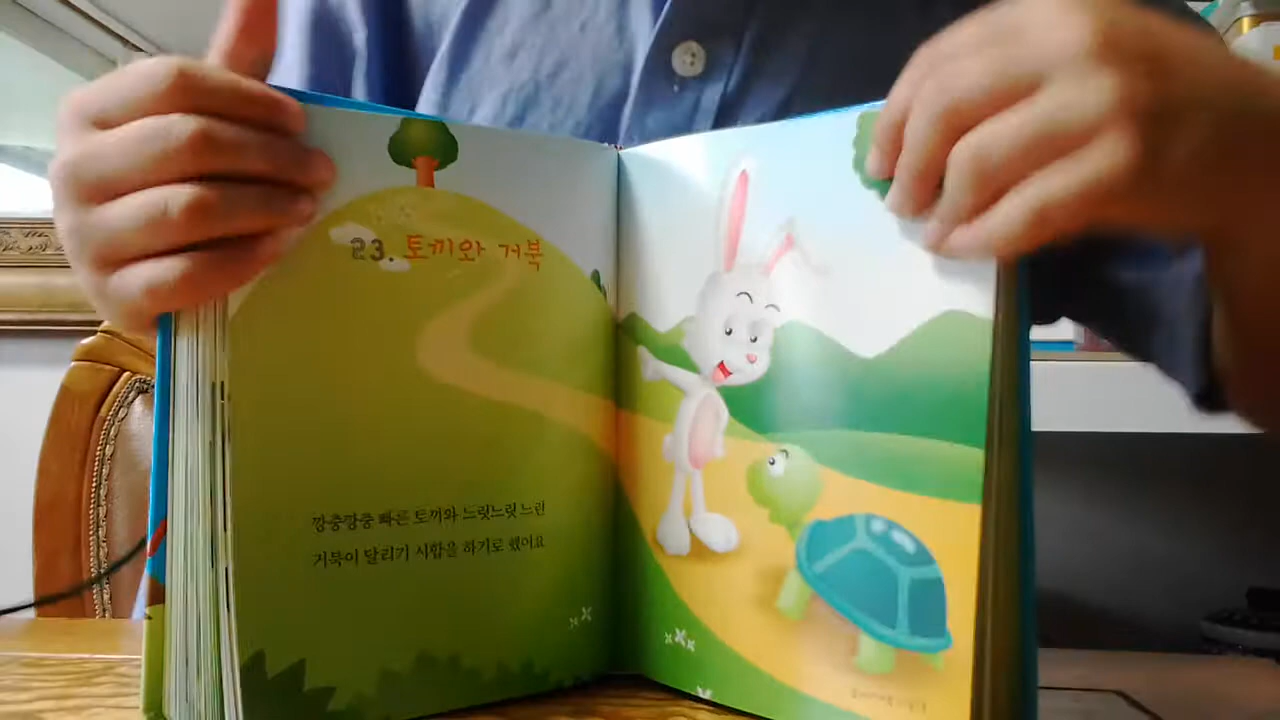 23. 토끼와 거북
깡충깡충 빠른 토끼와 느릿느릿 느린
거북이 달리기 시합을 하기로 했어요